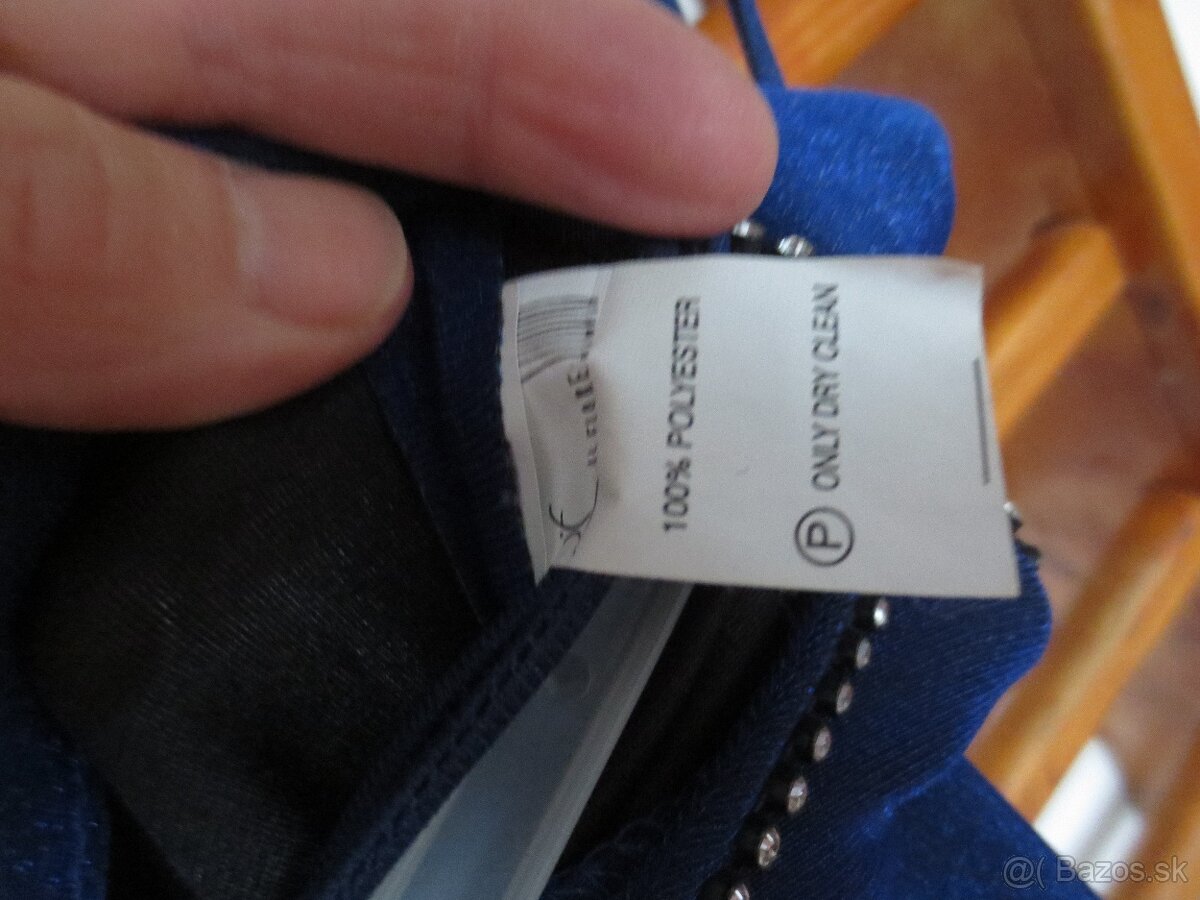 100% POLYESTER
P ONLY DRY CLEAN
@( Bazos.sk